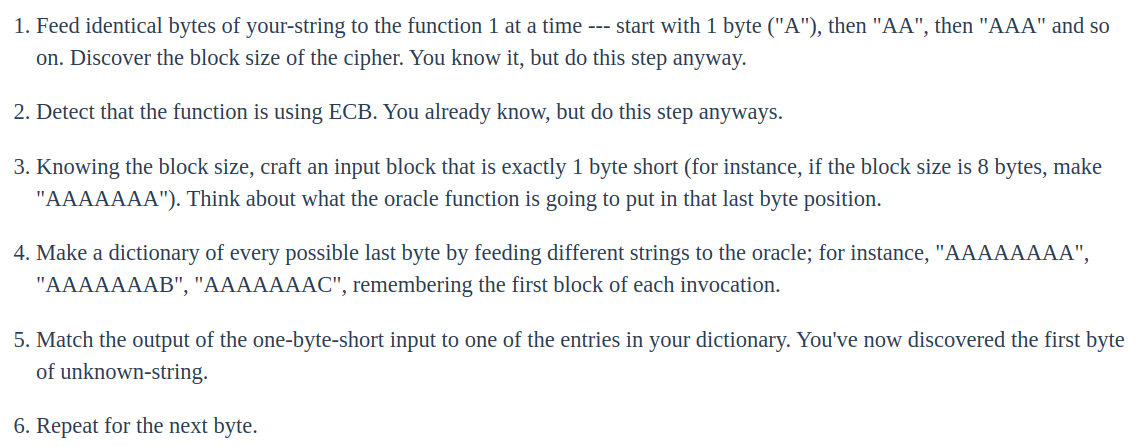 1. Feed identical bytes of your-string to the function 1 at a time --- start with 1 byte ("A"), then "AA", then "AAA" and so
on. Discover the block size of the cipher. You know it, but do this step anyway.
2. Detect that the function is using ECB. You already know, but do this step anyways.
3. Knowing the block size, craft an input block that is exactly 1 byte short (for instance, if the block size is 8 bytes, make
"AAAAAAA"). Think about what the oracle function is going to put in that last byte position.
4. Make a dictionary of every possible last byte by feeding different strings to the oracle; for instance, "AAAAAAAA",
"AAAAAAAB", "AAAAAAAC", remembering the first block of each invocation.
5. Match the output of the one-byte-short input to one of the entries in your dictionary. You've now discovered the first byte
of unknown-string.
6. Repeat for the next byte.